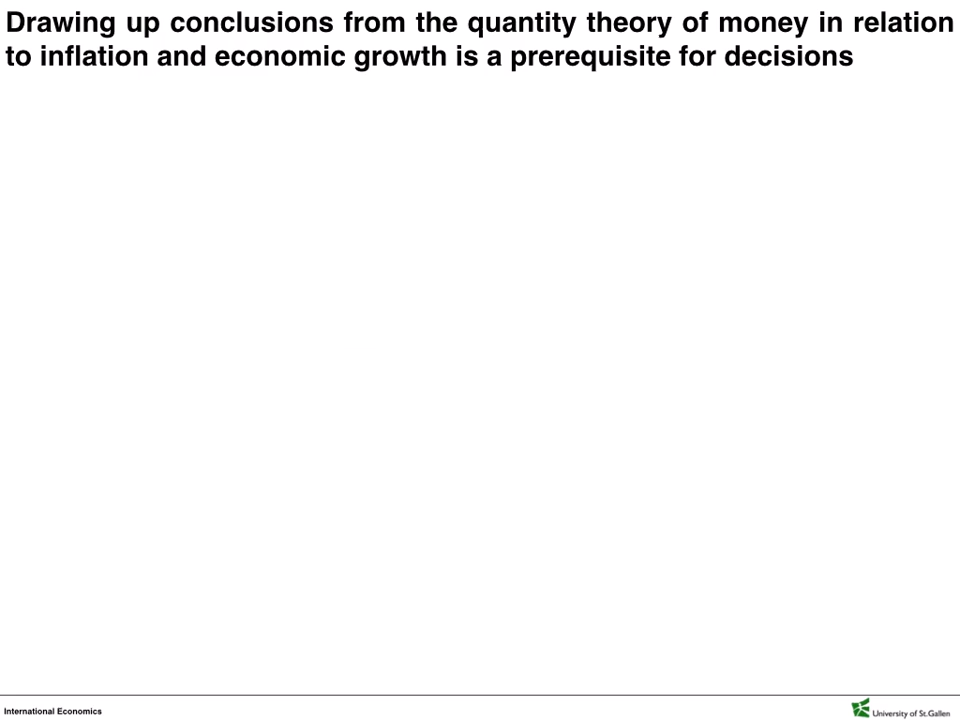 Drawing up conclusions from the quantity theory of money in relation
to inflation and economic growth is a prerequisite for decisions
International Economics
University of St.Gallen